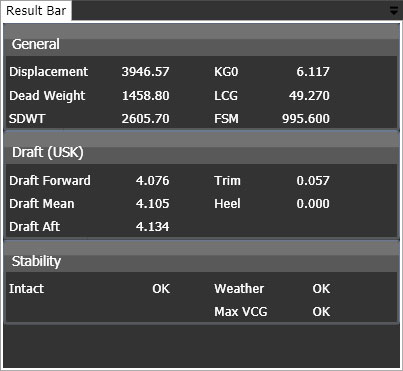 Result Bar
General
Displacement 3946.57 KG0 6.117
Dead Weight 1458.80 LCG 49.270
SDWT 2605.70 FSM 995.600
Draft (USK)
Draft Forward 4.076 Trim 0.057
Draft Mean 4.105 Heel 0.000
Draft Aft 4.134
Stability
Intact OK Weather OK
Max VCG OK